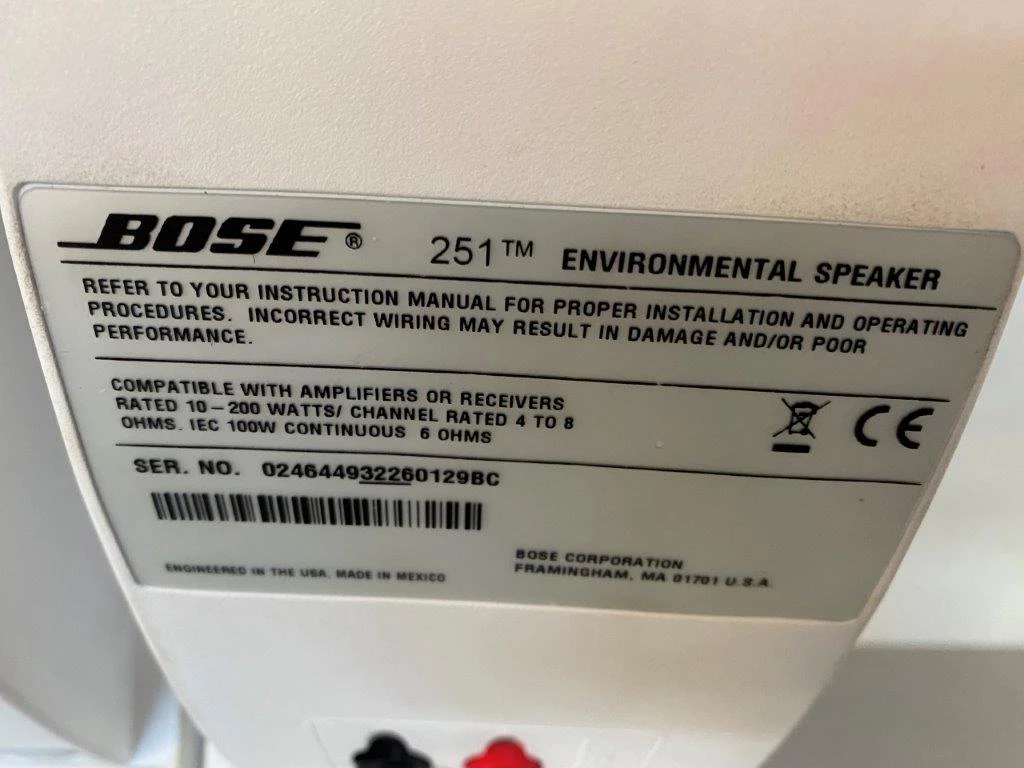 BOSE® 251™ ENVIRONMENTAL SPEAKER
REFER TO YOUR INSTRUCTION MANUAL FOR PROPER INSTALLATION AND OPERATING
PROCEDURES. INCORRECT WIRING MAY RESULT IN DAMAGE AND/OR POOR
PERFORMANCE.
COMPATIBLE WITH AMPLIFIERS OR RECEIVERS
RATED 10–200 WATTS/ CHANNEL RATED 4 TO 8
OHMS. IEC 100W CONTINUOUS 6 OHMS
CE
SER. NO. 024644932260129BC
BOSE CORPORATION
FRAMINGHAM, MA 01701 U.S.A.
ENGINEERED IN THE USA, MADE IN MEXICO